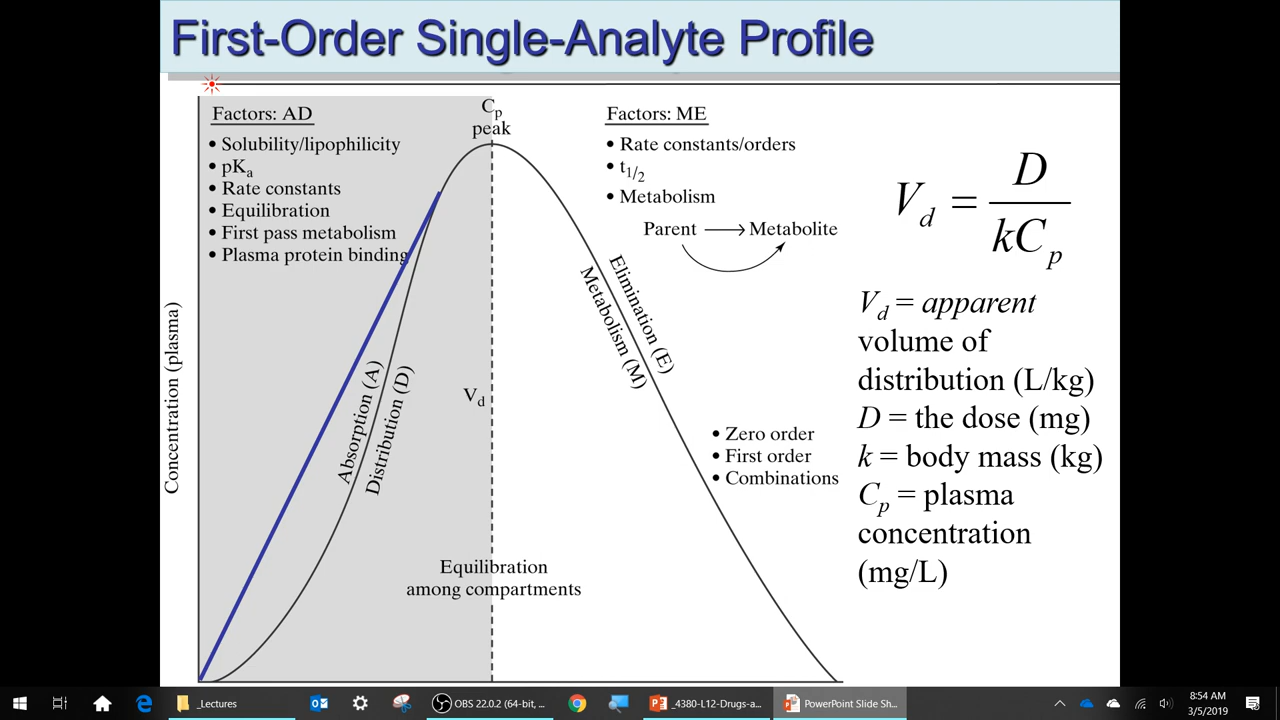 First-Order Single-Analyte Profile
Factors: AD
• Solubility/lipophilicity
• pKa
• Rate constants
• Equilibration
• First pass metabolism
• Plasma protein binding
Cp
peak
Factors: ME
• Rate constants/orders
• t1/2
• Metabolism
Parent → Metabolite
Concentration (plasma)
Absorption (A)
Distribution (D)
Vd
Elimination (E)
Metabolism (M)
• Zero order
• First order
• Combinations
Equilibration
among compartments
Vd = D / kCp
Vd = apparent
volume of
distribution (L/kg)
D = the dose (mg)
k = body mass (kg)
Cp = plasma
concentration
(mg/L)
_Lectures
OBS 22.0.2 (64-bit, ...
_4380-L12-Drugs-a...
PowerPoint Slide Sh...
8:54 AM
3/5/2019